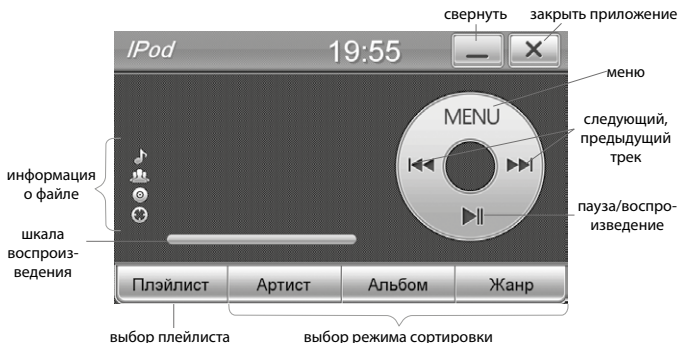 свернуть
закрыть приложение
IPod
19:55
меню
MENU
следующий,
предыдущий
трек
информация
о файле
пауза/воспро-
изведение
шкала
воспроиз-
ведения
Плэйлист
Артист
Альбом
Жанр
выбор плейлиста
выбор режима сортировки